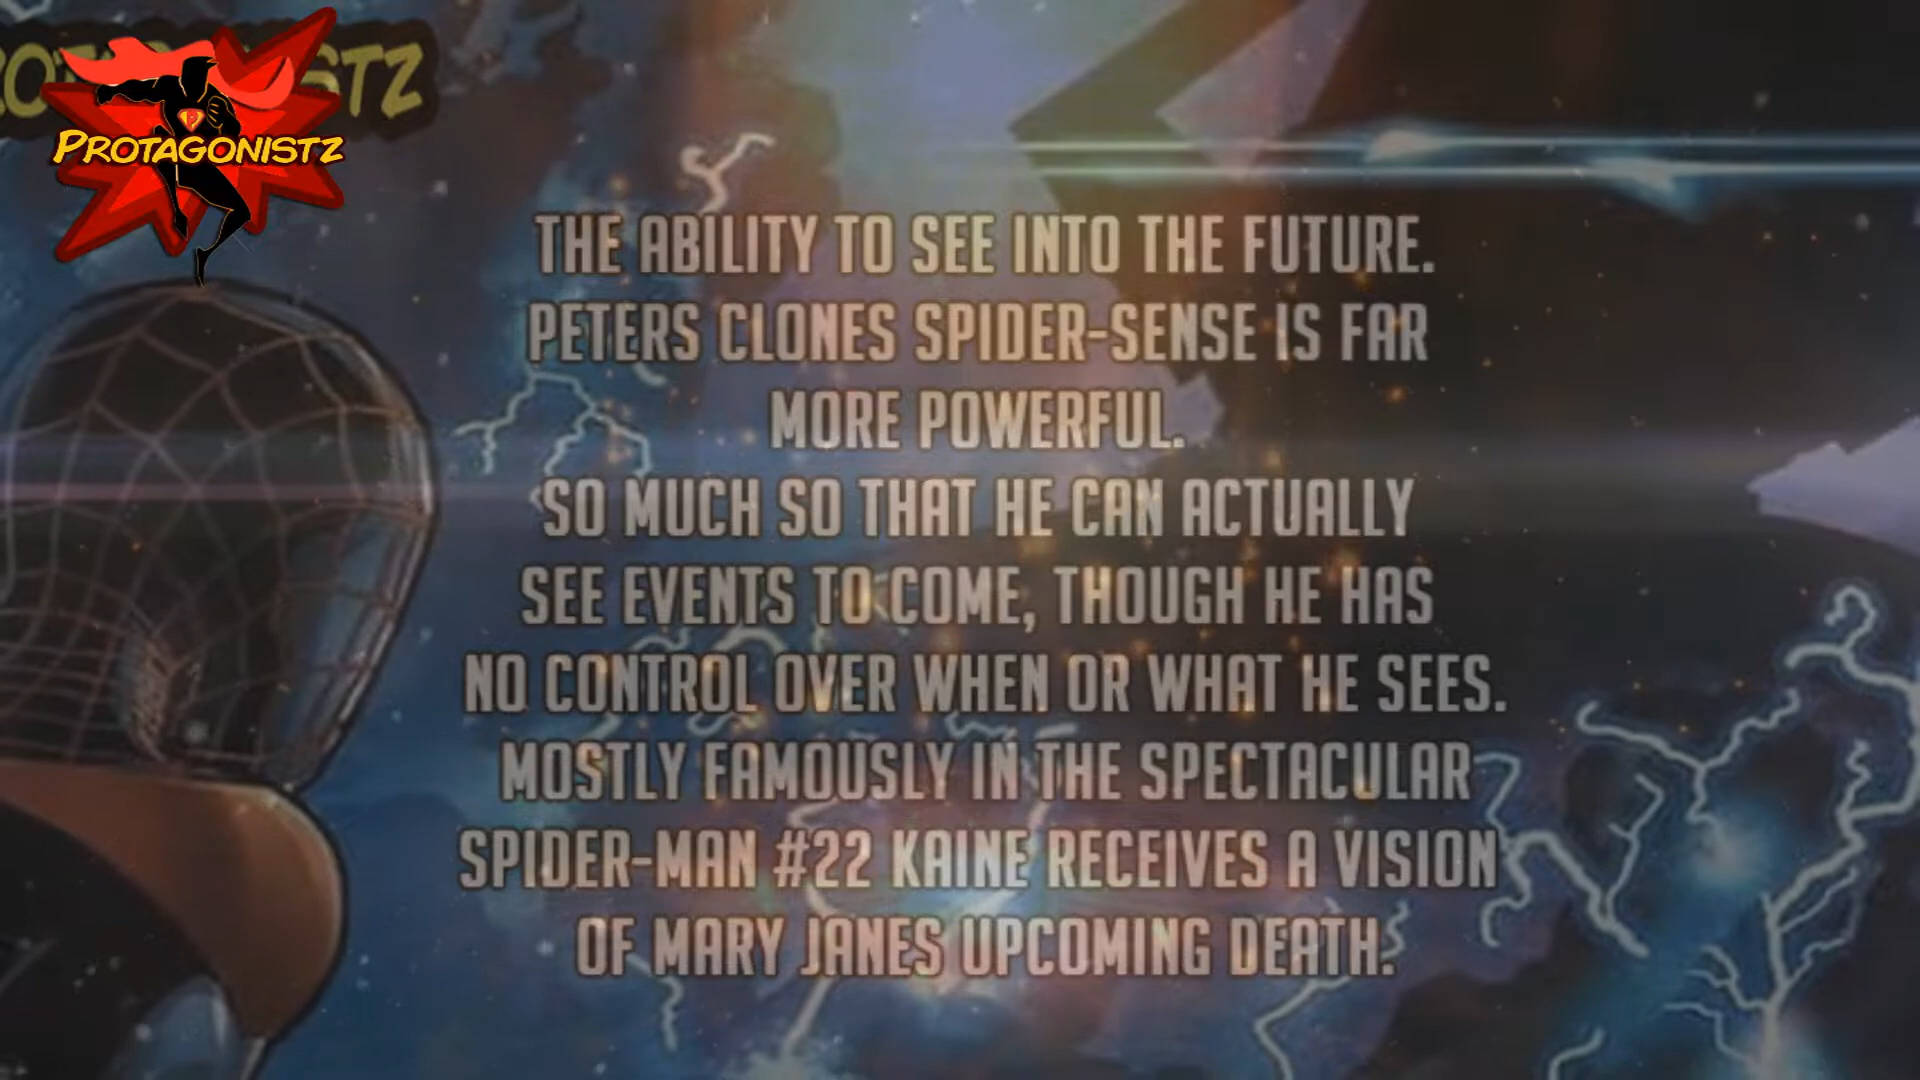 PROTAGONISTZ
THE ABILITY TO SEE INTO THE FUTURE.
PETERS CLONES SPIDER-SENSE IS FAR
MORE POWERFUL.
SO MUCH SO THAT HE CAN ACTUALLY
SEE EVENTS TO COME, THOUGH HE HAS
NO CONTROL OVER WHEN OR WHAT HE SEES.
MOSTLY FAMOUSLY IN THE SPECTACULAR
SPIDER-MAN #22 KAINE RECEIVES A VISION
OF MARY JANES UPCOMING DEATH.